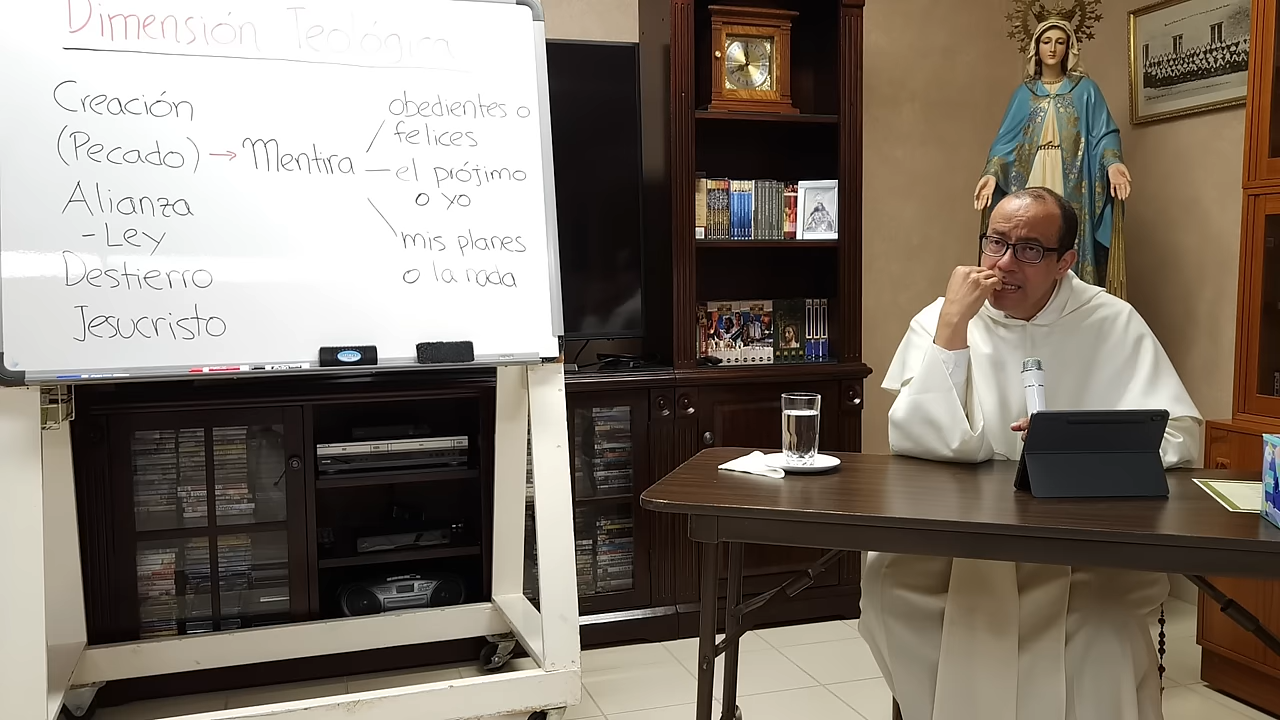 Dimensión Teológica
Creación
(Pecado) → Mentira
Alianza
- Ley
Destierro
Jesucristo
obedientes o
felices
el prójimo
o yo
mis planes
o la nada